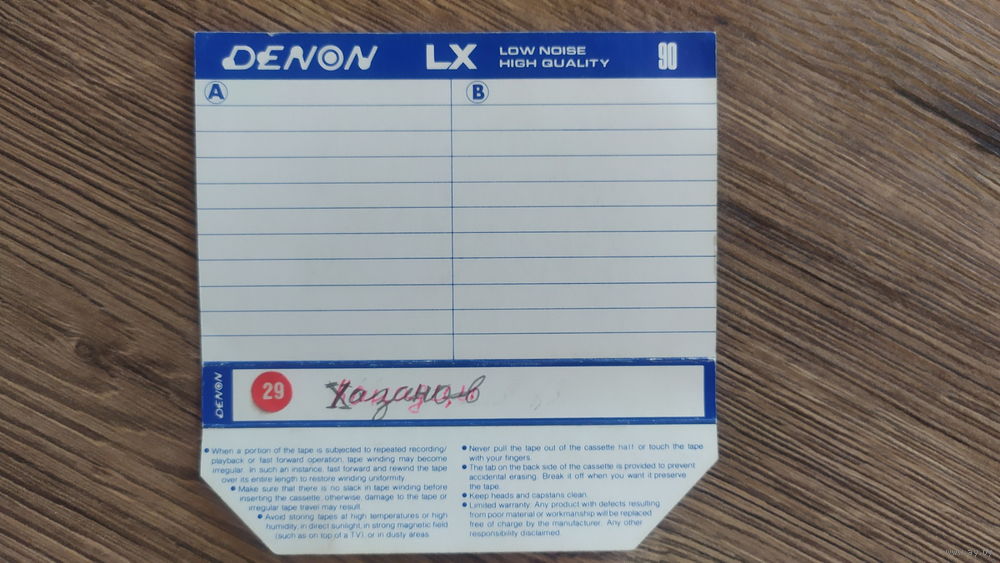 DENON LX LOW NOISE HIGH QUALITY 90
A B
DENON 29 Хазанов
When a portion of the tape is subjected to repeated recording/
playback or fast forward operation, tape winding may become
irregular. In such an instance, fast forward and rewind the tape
over its entire length to restore winding uniformity.
Make sure that there is no slack in tape winding before
inserting the cassette, otherwise, damage to the tape or
irregular tape travel may result.
Avoid storing tapes at high temperatures or high
humidity, in direct sunlight, in strong magnetic field
(such as on top of a TV), or in dusty areas.
Never pull the tape out of the cassette half or touch the tape
with your fingers.
The tab on the back side of the cassette is provided to prevent
accidental erasing. Break it off when you want it preserve
the tape.
Keep heads and capstans clean.
Limited warranty: Any product with defects resulting
from poor material or workmanship will be replaced
free of charge by the manufacturer. Any other
responsibility disclaimed.
www.ay.by